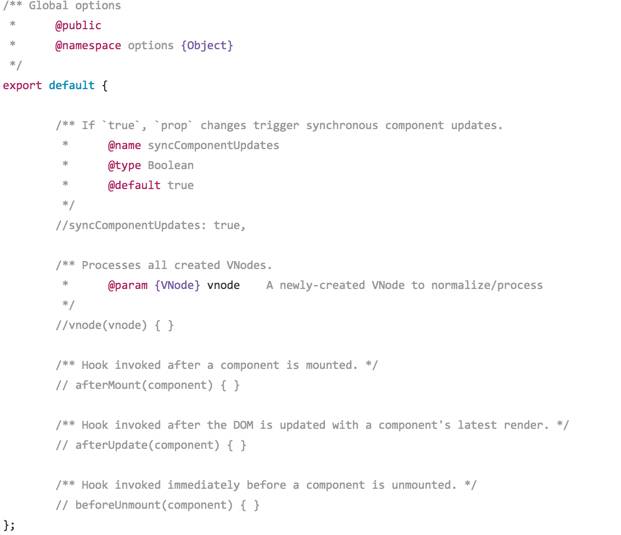 /** Global options
 *	@public
 *	@namespace options {Object}
 */
export default {
	/** If `true`, `prop` changes trigger synchronous component updates.
	 *	@name syncComponentUpdates
	 *	@type Boolean
	 *	@default true
	 */
	//syncComponentUpdates: true,
	/** Processes all created VNodes.
	 *	@param {VNode} vnode	A newly-created VNode to normalize/process
	 */
	//vnode(vnode) { }
	/** Hook invoked after a component is mounted. */
	// afterMount(component) { }
	/** Hook invoked after the DOM is updated with a component's latest render. */
	// afterUpdate(component) { }
	/** Hook invoked immediately before a component is unmounted. */
	// beforeUnmount(component) { }
};